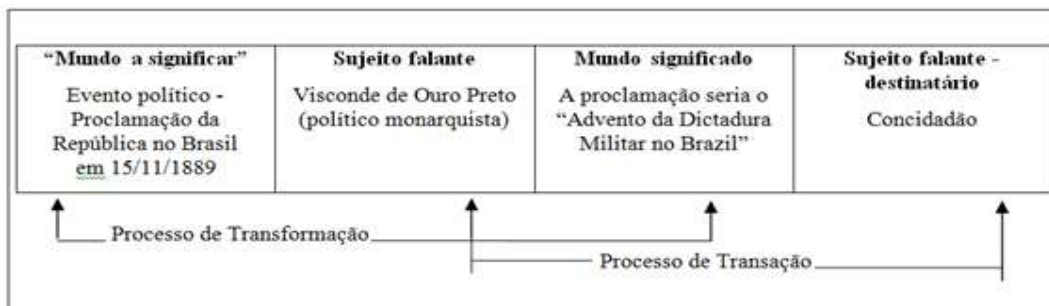 “Mundo a significar”
Evento político -
Proclamação da
República no Brasil
em 15/11/1889
Sujeito falante
Visconde de Ouro Preto
(político monarquista)
Mundo significado
A proclamação seria o
“Advento da Dictadura
Militar no Brazil”
Sujeito falante -
destinatário
Concidadão
Processo de Transformação
Processo de Transação